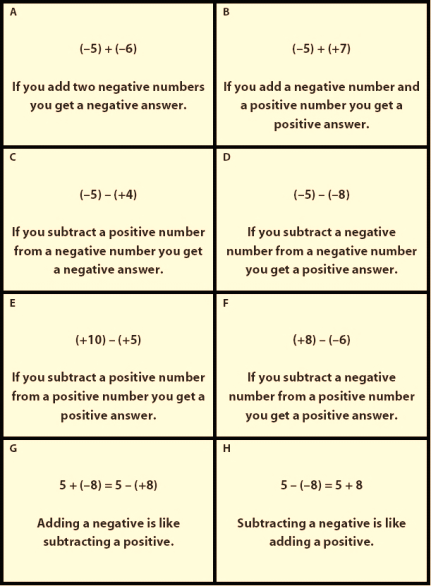 A
(–5) + (–6)
If you add two negative numbers
you get a negative answer.
B
(–5) + (+7)
If you add a negative number and
a positive number you get a
positive answer.
C
(–5) – (+4)
If you subtract a positive number
from a negative number you get
a negative answer.
D
(–5) – (–8)
If you subtract a negative
number from a negative number
you get a positive answer.
E
(+10) – (+5)
If you subtract a positive number
from a positive number you get a
positive answer.
F
(+8) – (–6)
If you subtract a negative
number from a positive number
you get a positive answer.
G
5 + (–8) = 5 – (+8)
Adding a negative is like
subtracting a positive.
H
5 – (–8) = 5 + 8
Subtracting a negative is like
adding a positive.